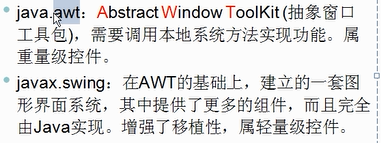 java.awt：Abstract Window ToolKit (抽象窗口
工具包)，需要调用本地系统方法实现功能。属
重量级控件。
javax.swing：在AWT的基础上，建立的一套图
形界面系统，其中提供了更多的组件，而且完全
由Java实现。增强了移植性，属轻量级控件。